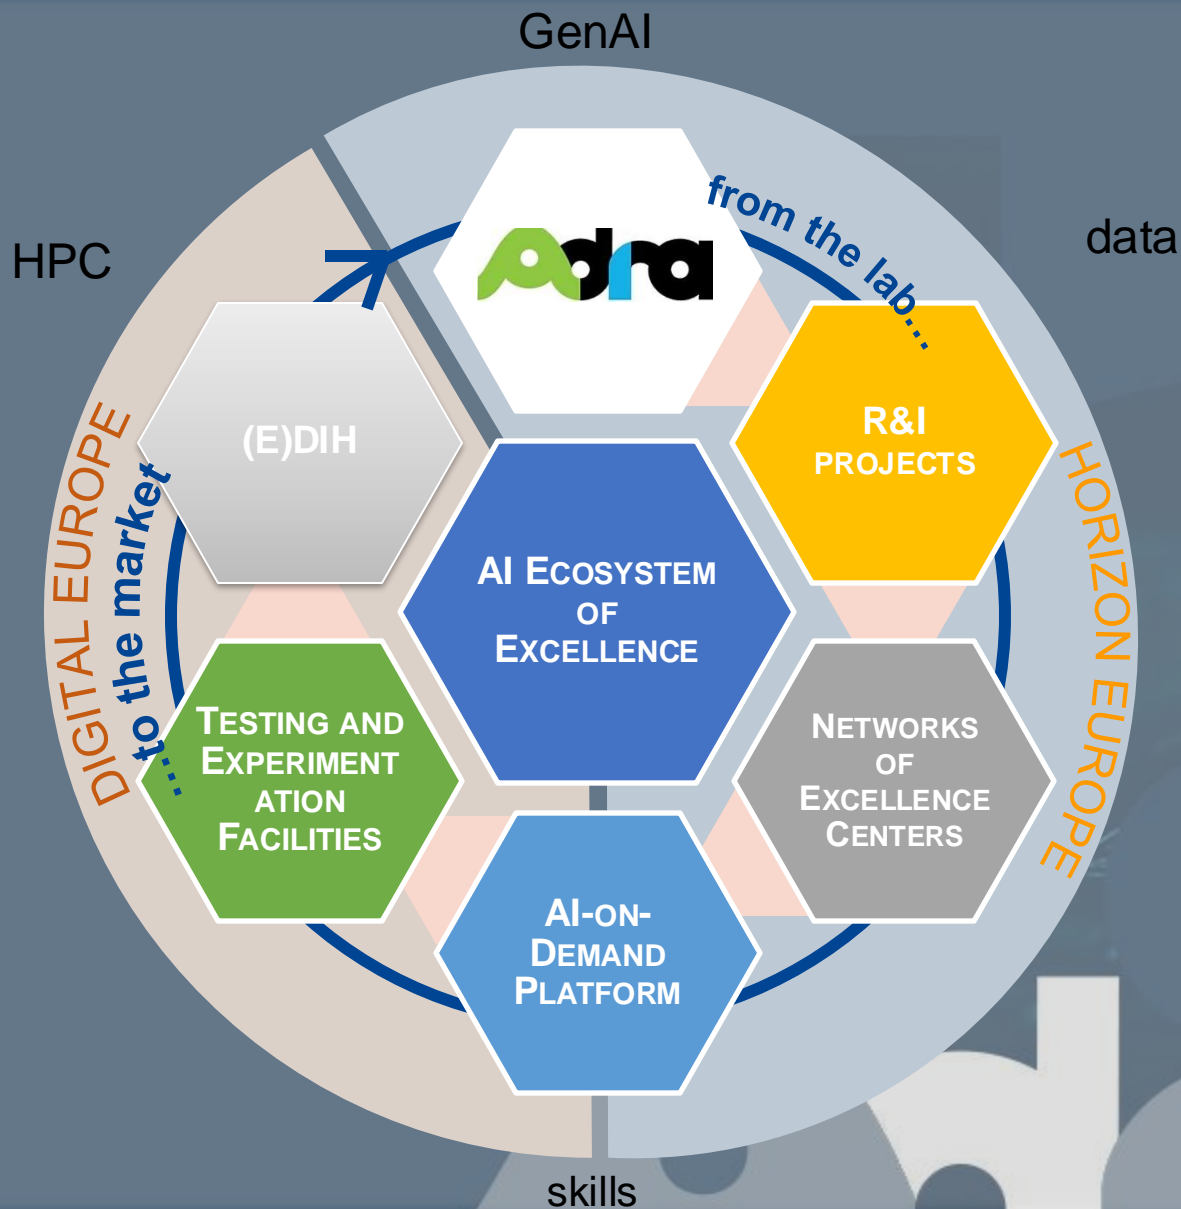 GenAI
HPC
data
Adra
from the lab...
R&I
PROJECTS
(E)DIH
DIGITAL EUROPE
...to the market
HORIZON EUROPE
AI ECOSYSTEM
OF
EXCELLENCE
TESTING AND
EXPERIMENT
ATION
FACILITIES
NETWORKS
OF
EXCELLENCE
CENTERS
AI-ON-
DEMAND
PLATFORM
skills